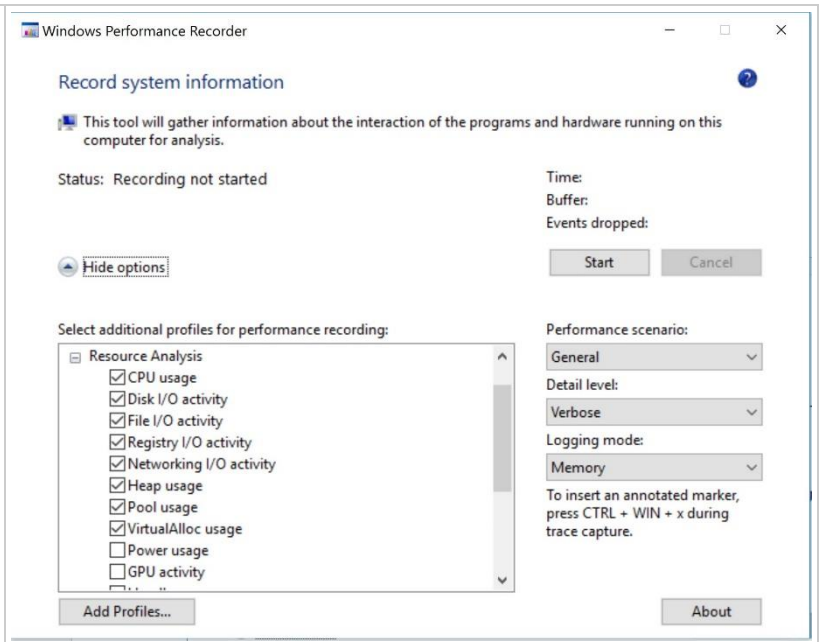 Windows Performance Recorder
Record system information
This tool will gather information about the interaction of the programs and hardware running on this
computer for analysis.
Status: Recording not started
Time:
Buffer:
Events dropped:
Hide options
Start
Cancel
Select additional profiles for performance recording:
Resource Analysis
CPU usage
Disk I/O activity
File I/O activity
Registry I/O activity
Networking I/O activity
Heap usage
Pool usage
VirtualAlloc usage
Power usage
GPU activity
Performance scenario:
General
Detail level:
Verbose
Logging mode:
Memory
To insert an annotated marker,
press CTRL + WIN + x during
trace capture.
Add Profiles...
About